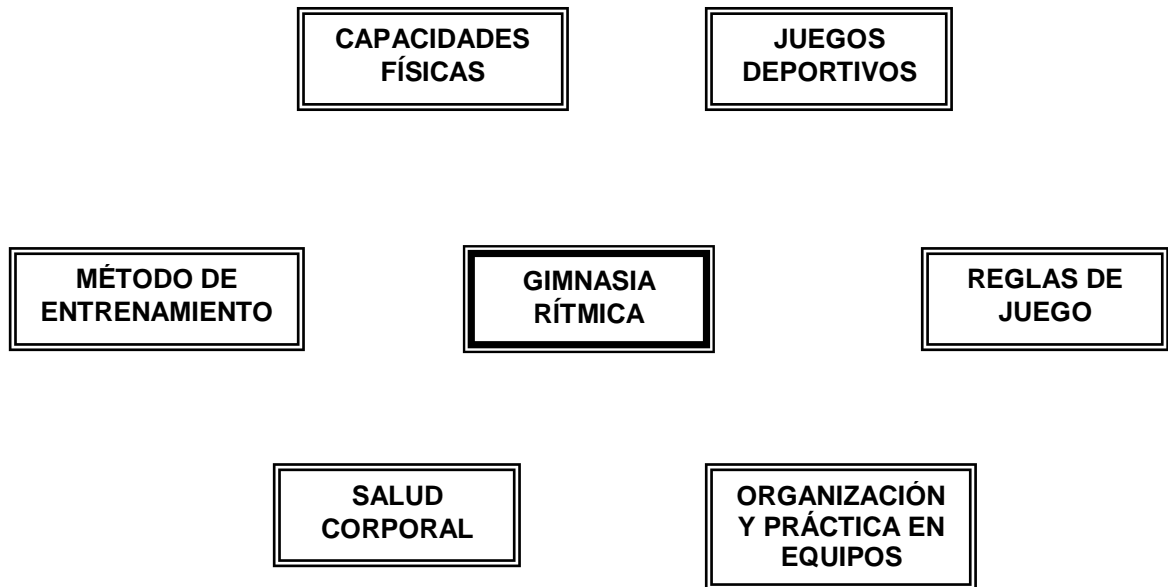 CAPACIDADES
FÍSICAS
JUEGOS
DEPORTIVOS
MÉTODO DE
ENTRENAMIENTO
GIMNASIA
RÍTMICA
REGLAS DE
JUEGO
SALUD
CORPORAL
ORGANIZACIÓN
Y PRÁCTICA EN
EQUIPOS